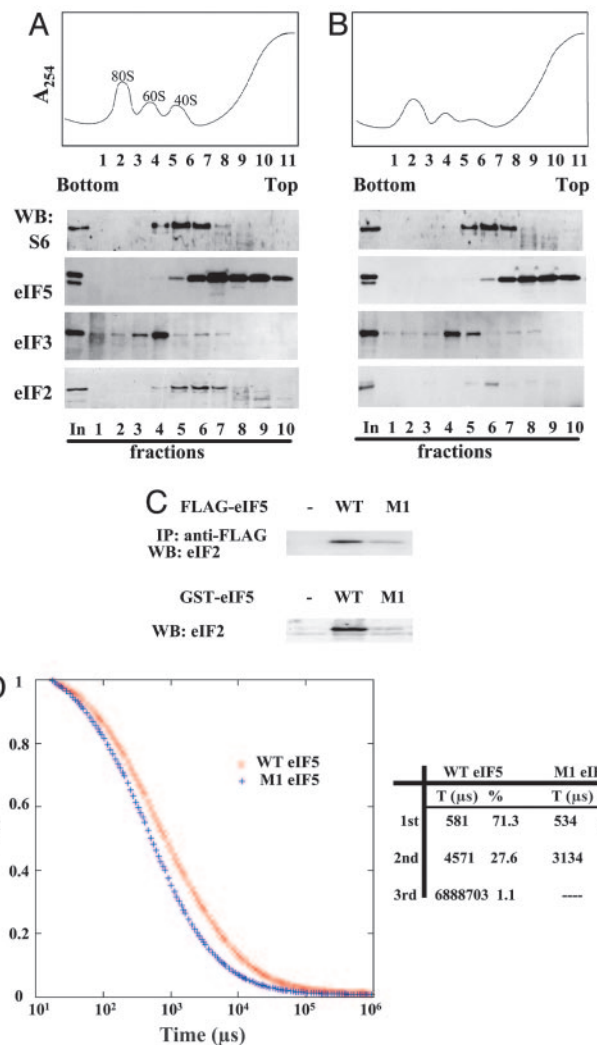 A
A254
80S
60S
40S
1 2 3 4 5 6 7 8 9 10 11
Bottom Top
WB:
S6
eIF5
eIF3
eIF2
In 1 2 3 4 5 6 7 8 9 10
fractions
B
1 2 3 4 5 6 7 8 9 10 11
Bottom Top
In 1 2 3 4 5 6 7 8 9 10
fractions
C
FLAG-eIF5 - WT M1
IP: anti-FLAG
WB: eIF2
GST-eIF5 - WT M1
WB: eIF2
1
0.8
0.6
0.4
0.2
0
WT eIF5
M1 eIF5
10¹ 10² 10³ 10⁴ 10⁵ 10⁶
Time (µs)
WT eIF5 M1
T (µs) % T (µs)
1st 581 71.3 534
2nd 4571 27.6 3134
3rd 6888703 1.1 ----